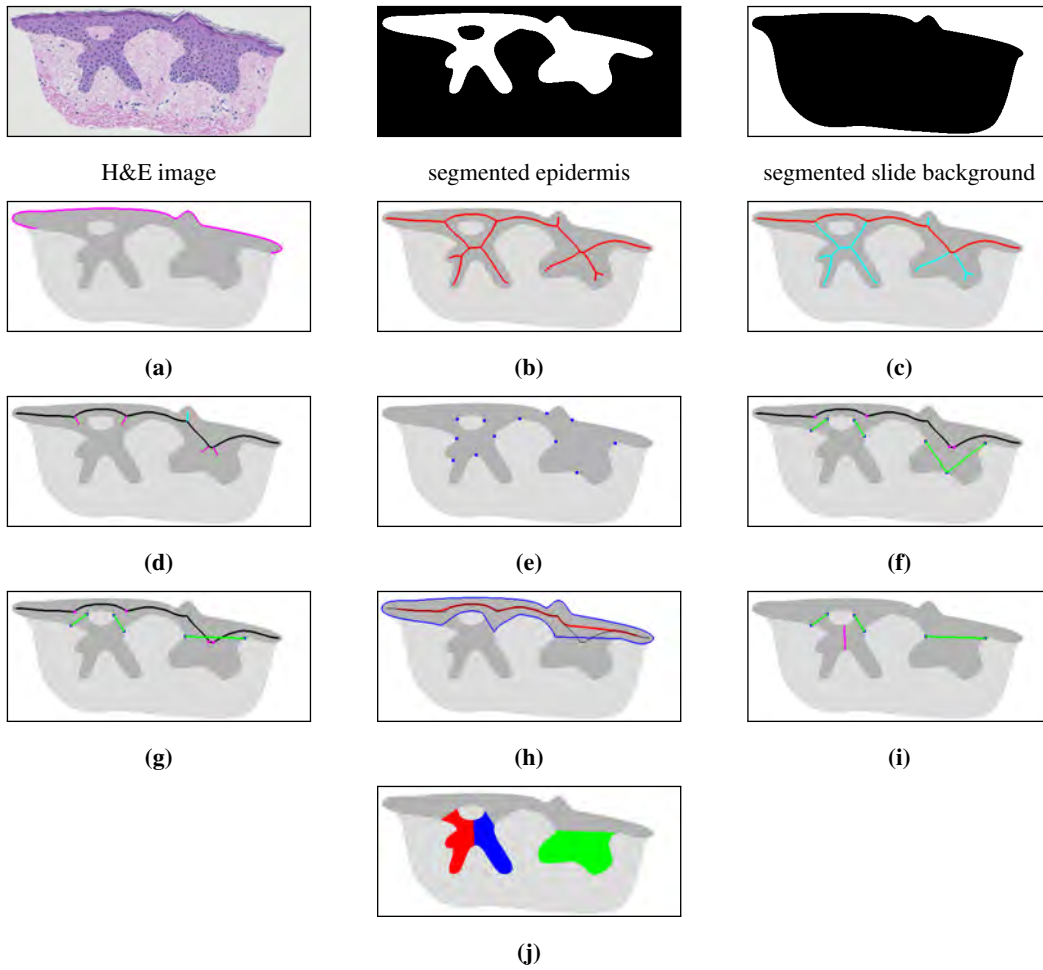 H&E image
segmented epidermis
segmented slide background
(a)
(b)
(c)
(d)
(e)
(f)
(g)
(h)
(i)
(j)